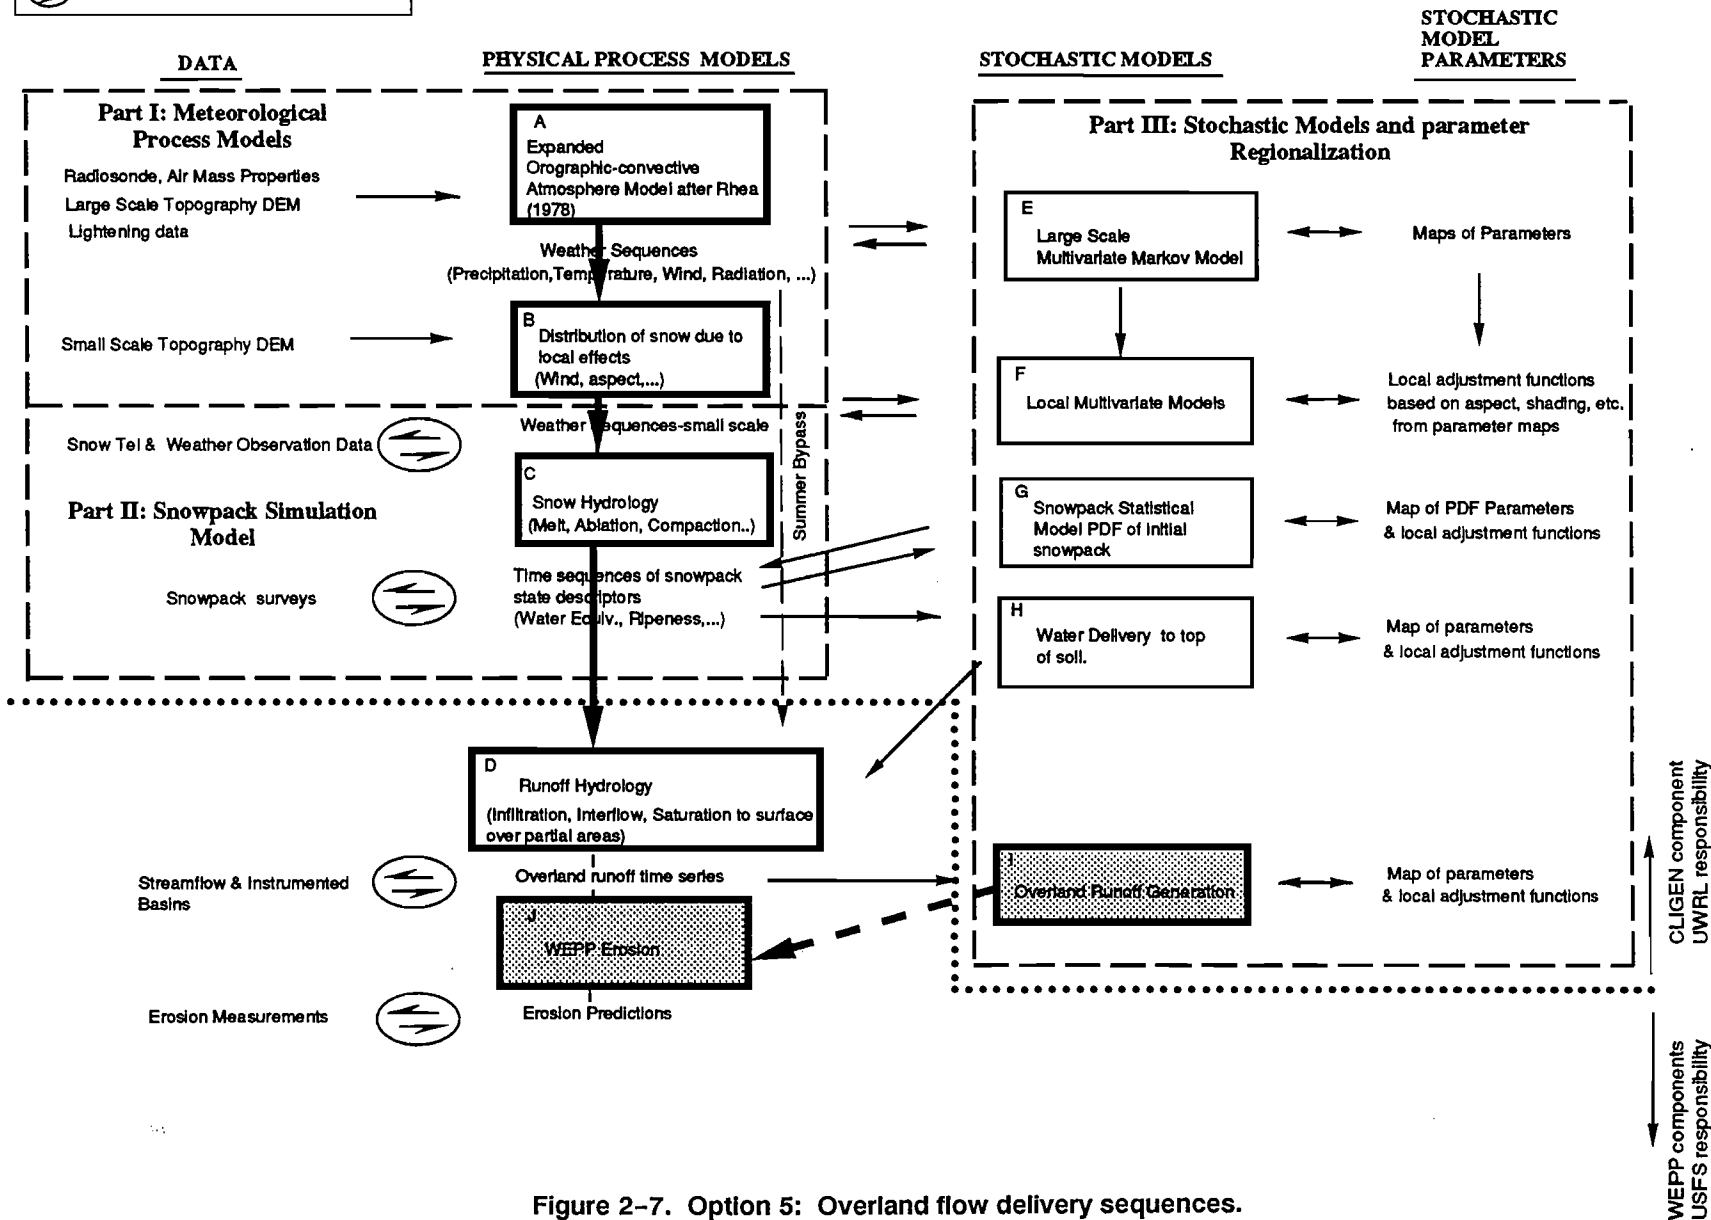 DATA
PHYSICAL PROCESS MODELS
STOCHASTIC MODELS
STOCHASTIC
MODEL
PARAMETERS
Part I: Meteorological
Process Models
Radiosonde, Air Mass Properties
Large Scale Topography DEM
Lightening data
A
Expanded
Orographic-convective
Atmosphere Model after Rhea
(1978)
Weather Sequences
(Precipitation,Temperature, Wind, Radiation, ...)
Small Scale Topography DEM
B
Distribution of snow due to
local effects
(Wind, aspect,...)
Weather Sequences-small scale
Snow Tel & Weather Observation Data
Part II: Snowpack Simulation
Model
C
Snow Hydrology
(Melt, Ablation, Compaction..)
Summer Bypass
Snowpack surveys
Time sequences of snowpack
state descriptors
(Water Equiv., Ripeness,...)
D
Runoff Hydrology
(Infiltration, Interflow, Saturation to surface
over partial areas)
Streamflow & Instrumented
Basins
Overland runoff time series
J
WEPP Erosion
Erosion Measurements
Erosion Predictions
Part III: Stochastic Models and parameter
Regionalization
E
Large Scale
Multivariate Markov Model
Maps of Parameters
F
Local Multivariate Models
Local adjustment functions
based on aspect, shading, etc.
from parameter maps
G
Snowpack Statistical
Model PDF of initial
snowpack
Map of PDF Parameters
& local adjustment functions
H
Water Delivery to top
of soil.
Map of parameters
& local adjustment functions
I
Overland Runoff Generation
Map of parameters
& local adjustment functions
CLIGEN component
UWRL responsibility
WEPP components
USFS responsibility
Figure 2-7. Option 5: Overland flow delivery sequences.